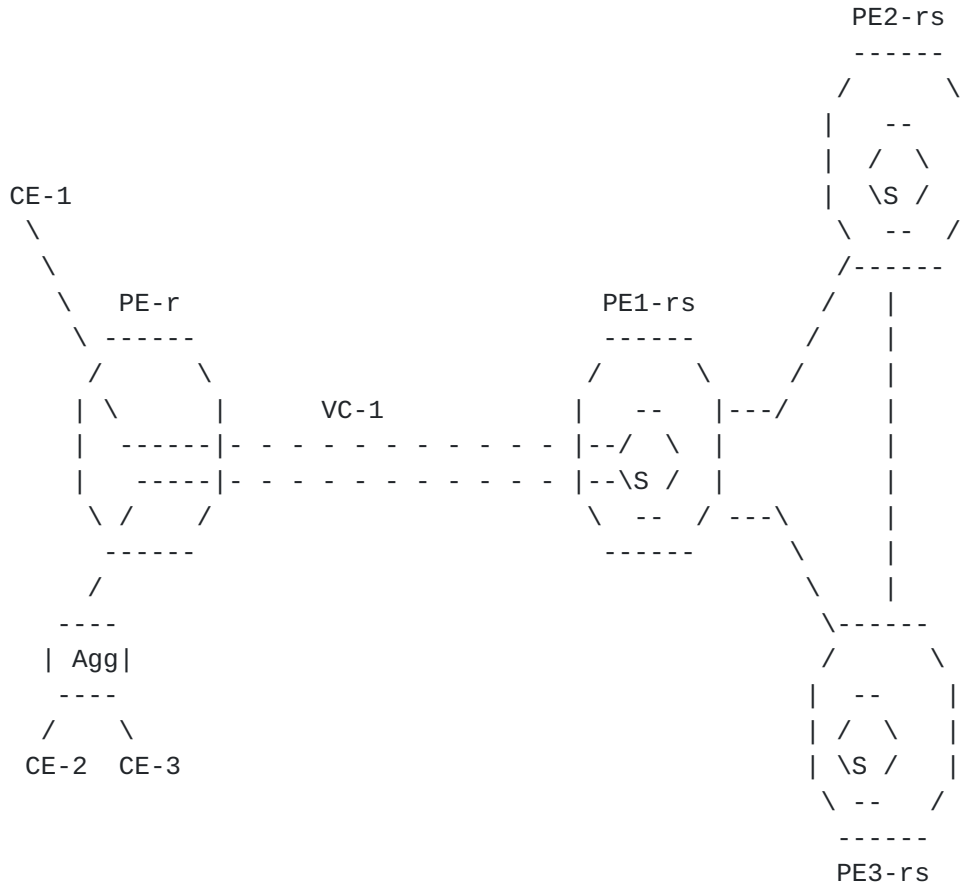 PE2-rs
S
CE-1
PE-r PE1-rs
VC-1
S
Agg
CE-2 CE-3
S
PE3-rs